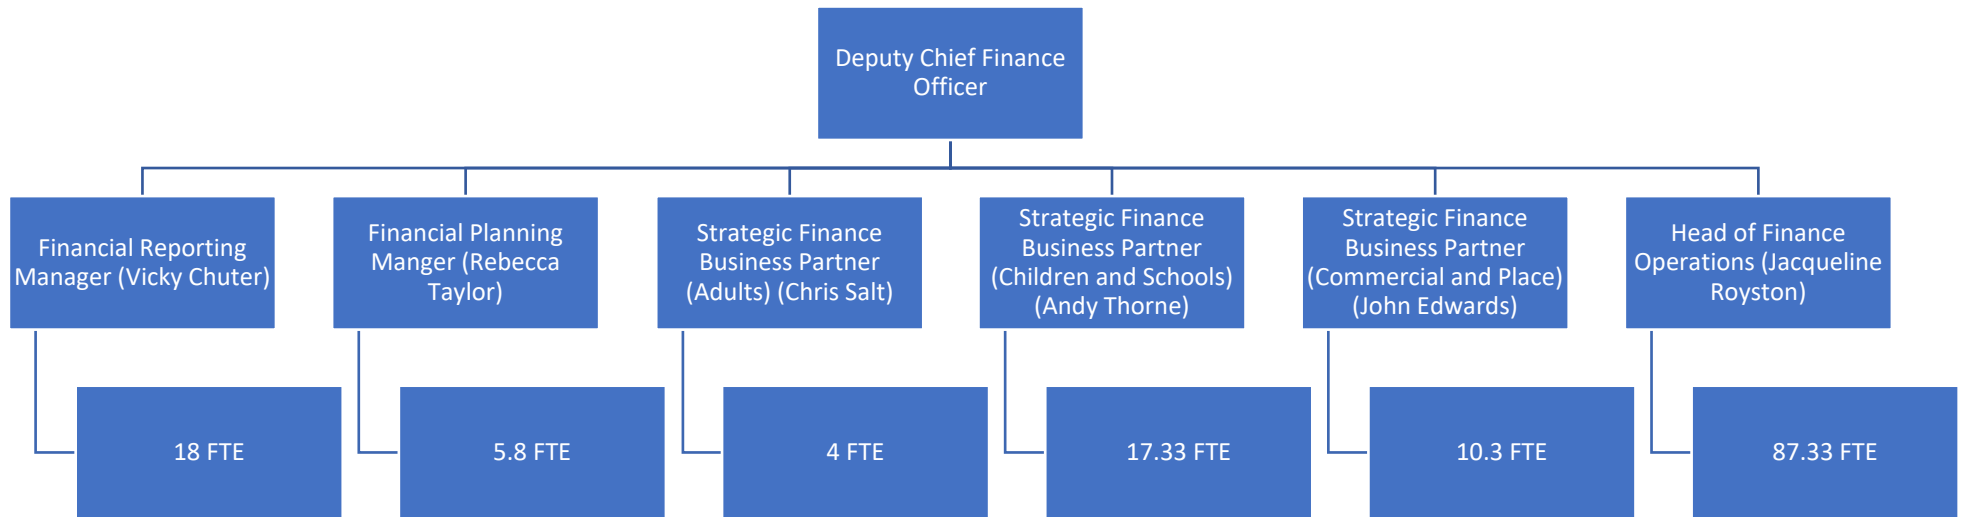 Deputy Chief Finance
Officer
Financial Reporting
Manager (Vicky Chuter)
Financial Planning
Manger (Rebecca
Taylor)
Strategic Finance
Business Partner
(Adults) (Chris Salt)
Strategic Finance
Business Partner
(Children and Schools)
(Andy Thorne)
Strategic Finance
Business Partner
(Commercial and Place)
(John Edwards)
Head of Finance
Operations (Jacqueline
Royston)
18 FTE
5.8 FTE
4 FTE
17.33 FTE
10.3 FTE
87.33 FTE